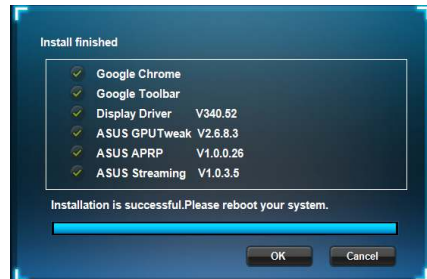 Install finished
Google Chrome
Google Toolbar
Display Driver V340.52
ASUS GPUTweak V2.6.8.3
ASUS APRP V1.0.0.26
ASUS Streaming V1.0.3.5
Installation is successful.Please reboot your system.
OK Cancel